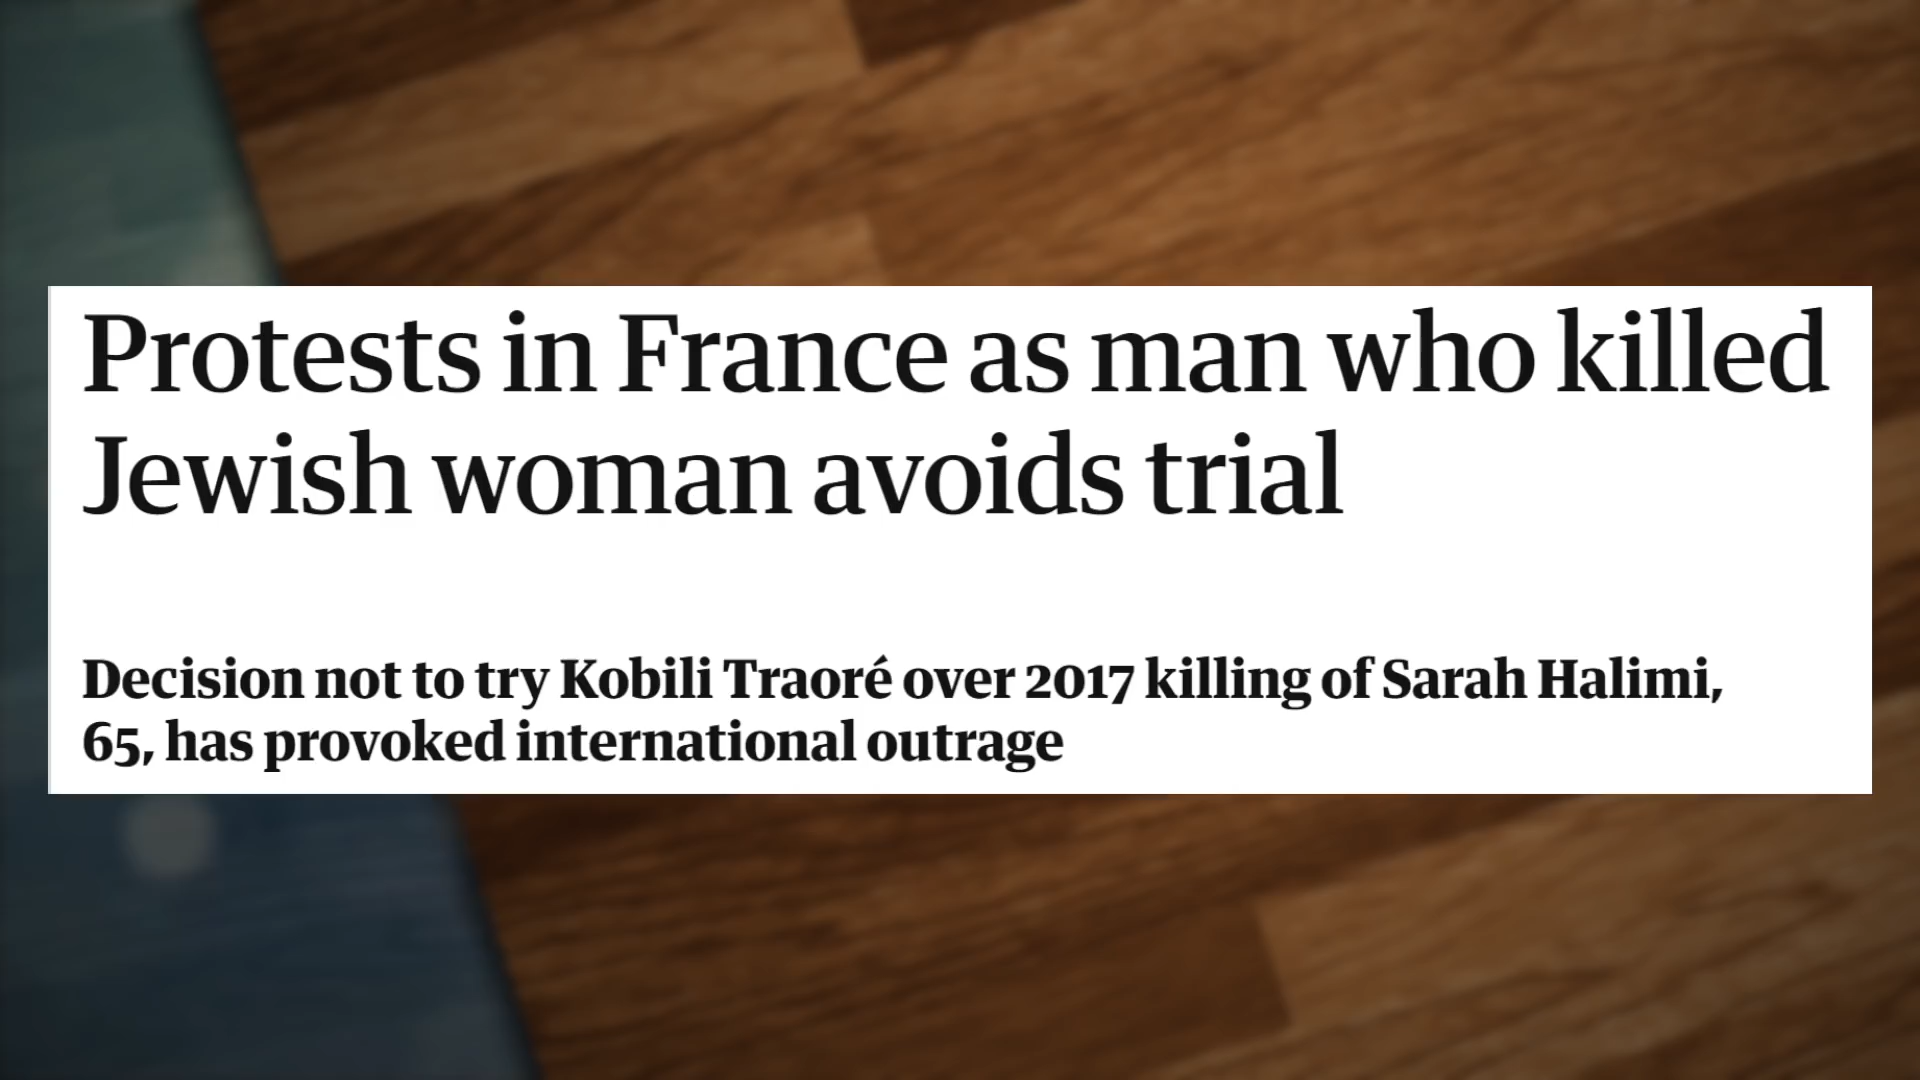 Protests in France as man who killed
Jewish woman avoids trial
Decision not to try Kobili Traoré over 2017 killing of Sarah Halimi,
65, has provoked international outrage